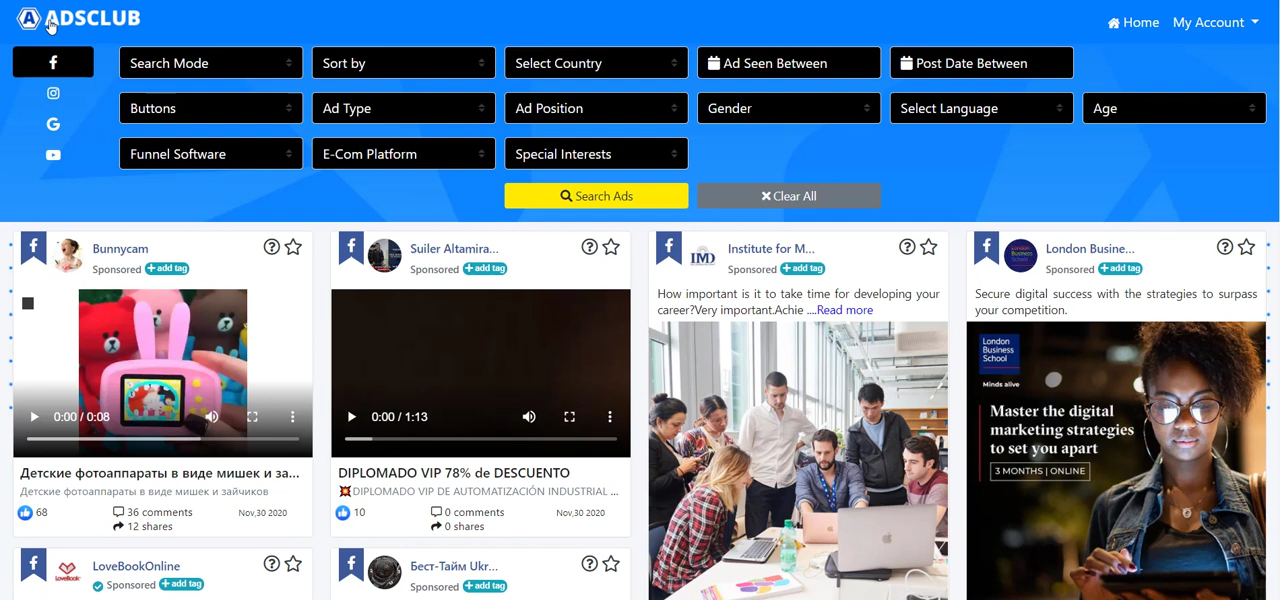 ADSCLUB
Home
My Account
Search Mode
Sort by
Select Country
Ad Seen Between
Post Date Between
Buttons
Ad Type
Ad Position
Gender
Select Language
Age
Funnel Software
E-Com Platform
Special Interests
Search Ads
Clear All
Bunnycam
Sponsored +add tag
0:00 / 0:08
Детские фотоаппараты в виде мишек и за...
Детские фотоаппараты в виде мишек и зайчиков
68
36 comments
12 shares
Nov,30 2020
Suiler Altamira...
Sponsored +add tag
0:00 / 1:13
DIPLOMADO VIP 78% de DESCUENTO
💥DIPLOMADO VIP DE AUTOMATIZACIÓN INDUSTRIAL ...
10
0 comments
0 shares
Nov,30 2020
IMD
Institute for M...
Sponsored +add tag
How important is it to take time for developing your
career?Very important.Achie ....Read more
London Busine...
Sponsored +add tag
Secure digital success with the strategies to surpass
your competition.
London
Business
School
Minds alive
Master the digital
marketing strategies
to set you apart
3 MONTHS | ONLINE
LoveBookOnline
Sponsored +add tag
Бест-Тайм Ukr...
Sponsored +add tag